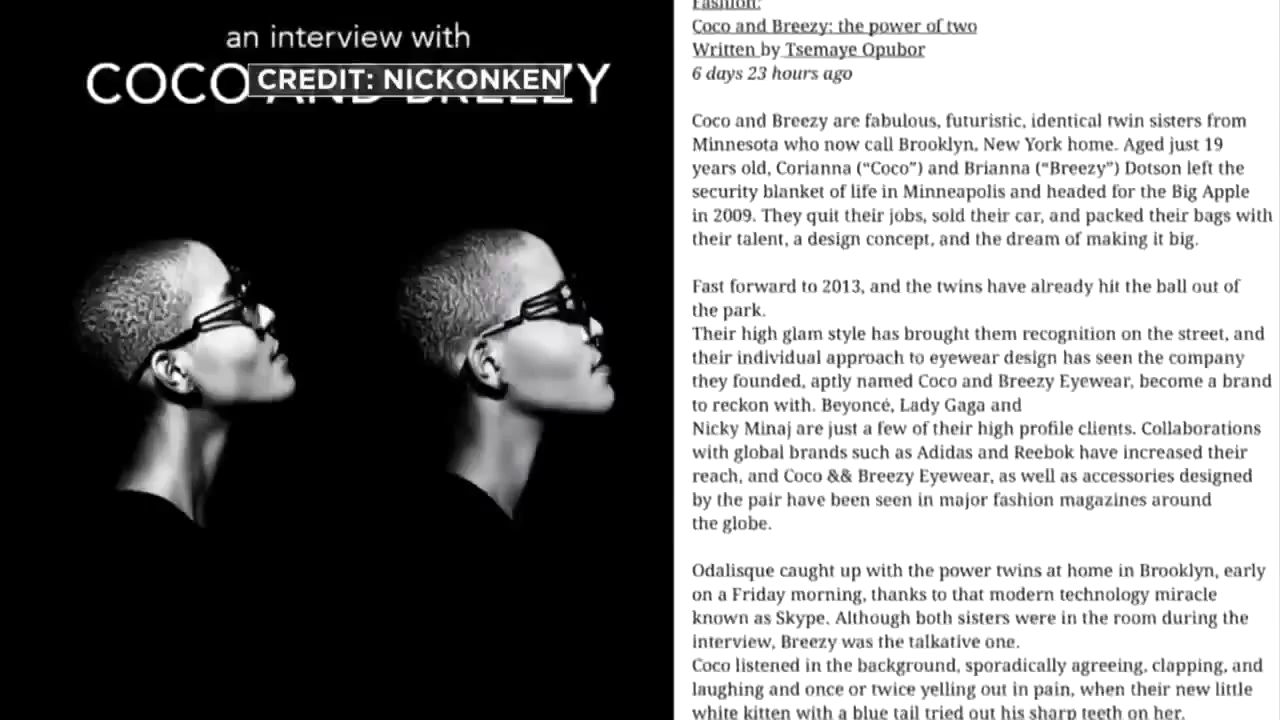 an interview with
COCO AND BREEZY
CREDIT: NICKONKEN
Fashion:
Coco and Breezy: the power of two
Written by Tsemaye Opubor
6 days 23 hours ago
Coco and Breezy are fabulous, futuristic, identical twin sisters from
Minnesota who now call Brooklyn, New York home. Aged just 19
years old, Corianna (“Coco”) and Brianna (“Breezy”) Dotson left the
security blanket of life in Minneapolis and headed for the Big Apple
in 2009. They quit their jobs, sold their car, and packed their bags with
their talent, a design concept, and the dream of making it big.
Fast forward to 2013, and the twins have already hit the ball out of
the park.
Their high glam style has brought them recognition on the street, and
their individual approach to eyewear design has seen the company
they founded, aptly named Coco and Breezy Eyewear, become a brand
to reckon with. Beyoncé, Lady Gaga and
Nicky Minaj are just a few of their high profile clients. Collaborations
with global brands such as Adidas and Reebok have increased their
reach, and Coco && Breezy Eyewear, as well as accessories designed
by the pair have been seen in major fashion magazines around
the globe.
Odalisque caught up with the power twins at home in Brooklyn, early
on a Friday morning, thanks to that modern technology miracle
known as Skype. Although both sisters were in the room during the
interview, Breezy was the talkative one.
Coco listened in the background, sporadically agreeing, clapping, and
laughing and once or twice yelling out in pain, when their new little
white kitten with a blue tail tried out his sharp teeth on her.